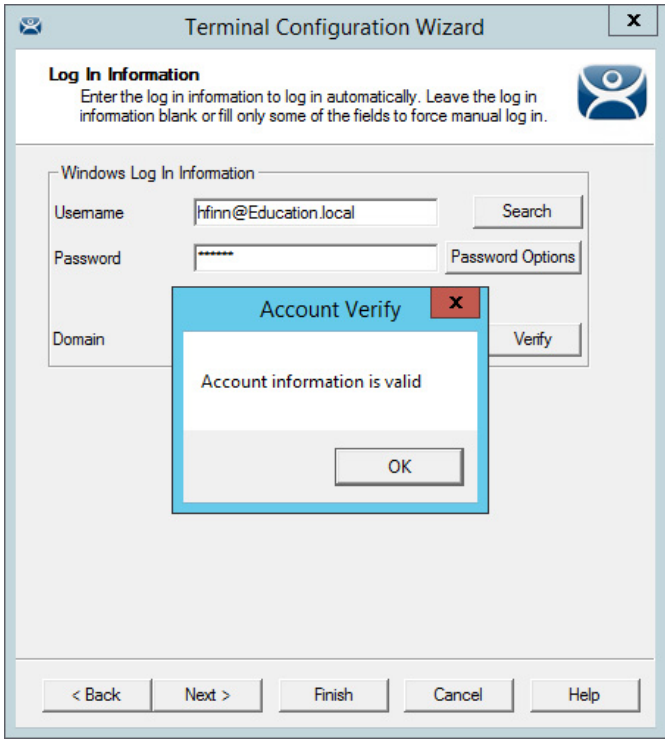 Terminal Configuration Wizard
x
Log In Information
Enter the log in information to log in automatically. Leave the log in
information blank or fill only some of the fields to force manual log in.
Windows Log In Information
Username hfinn@Education.local Search
Password ****** Password Options
Account Verify x
Domain Verify
Account information is valid
OK
< Back Next > Finish Cancel Help